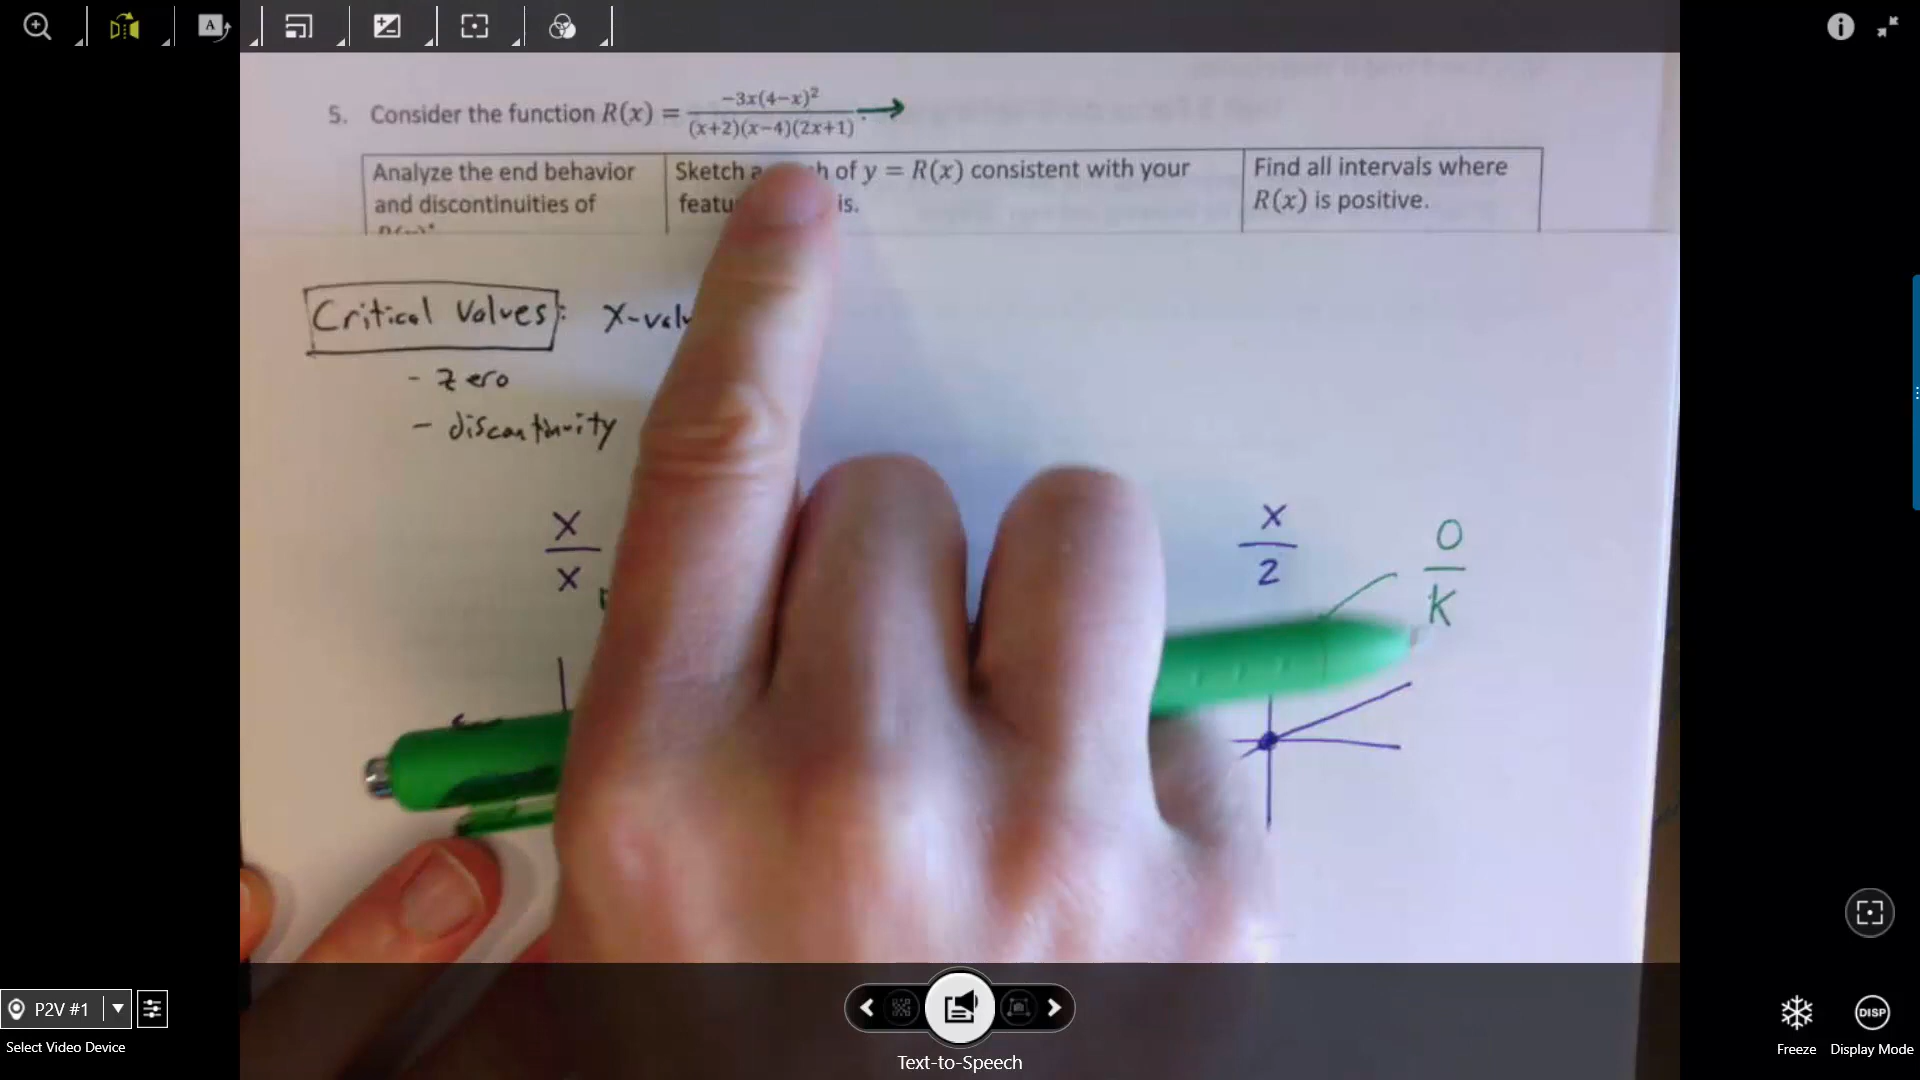 5. Consider the function R(x) = −3x(4−x)² / (x+2)(x−4)(2x+1) →
Analyze the end behavior
and discontinuities of
Sketch a of y = R(x) consistent with your
is.
Find all intervals where
R(x) is positive.
Critical Values: X-valu
- zero
- discontinuity
X
X
X
2
0
K
P2V #1
Select Video Device
Text-to-Speech
Freeze
DISP
Display Mode